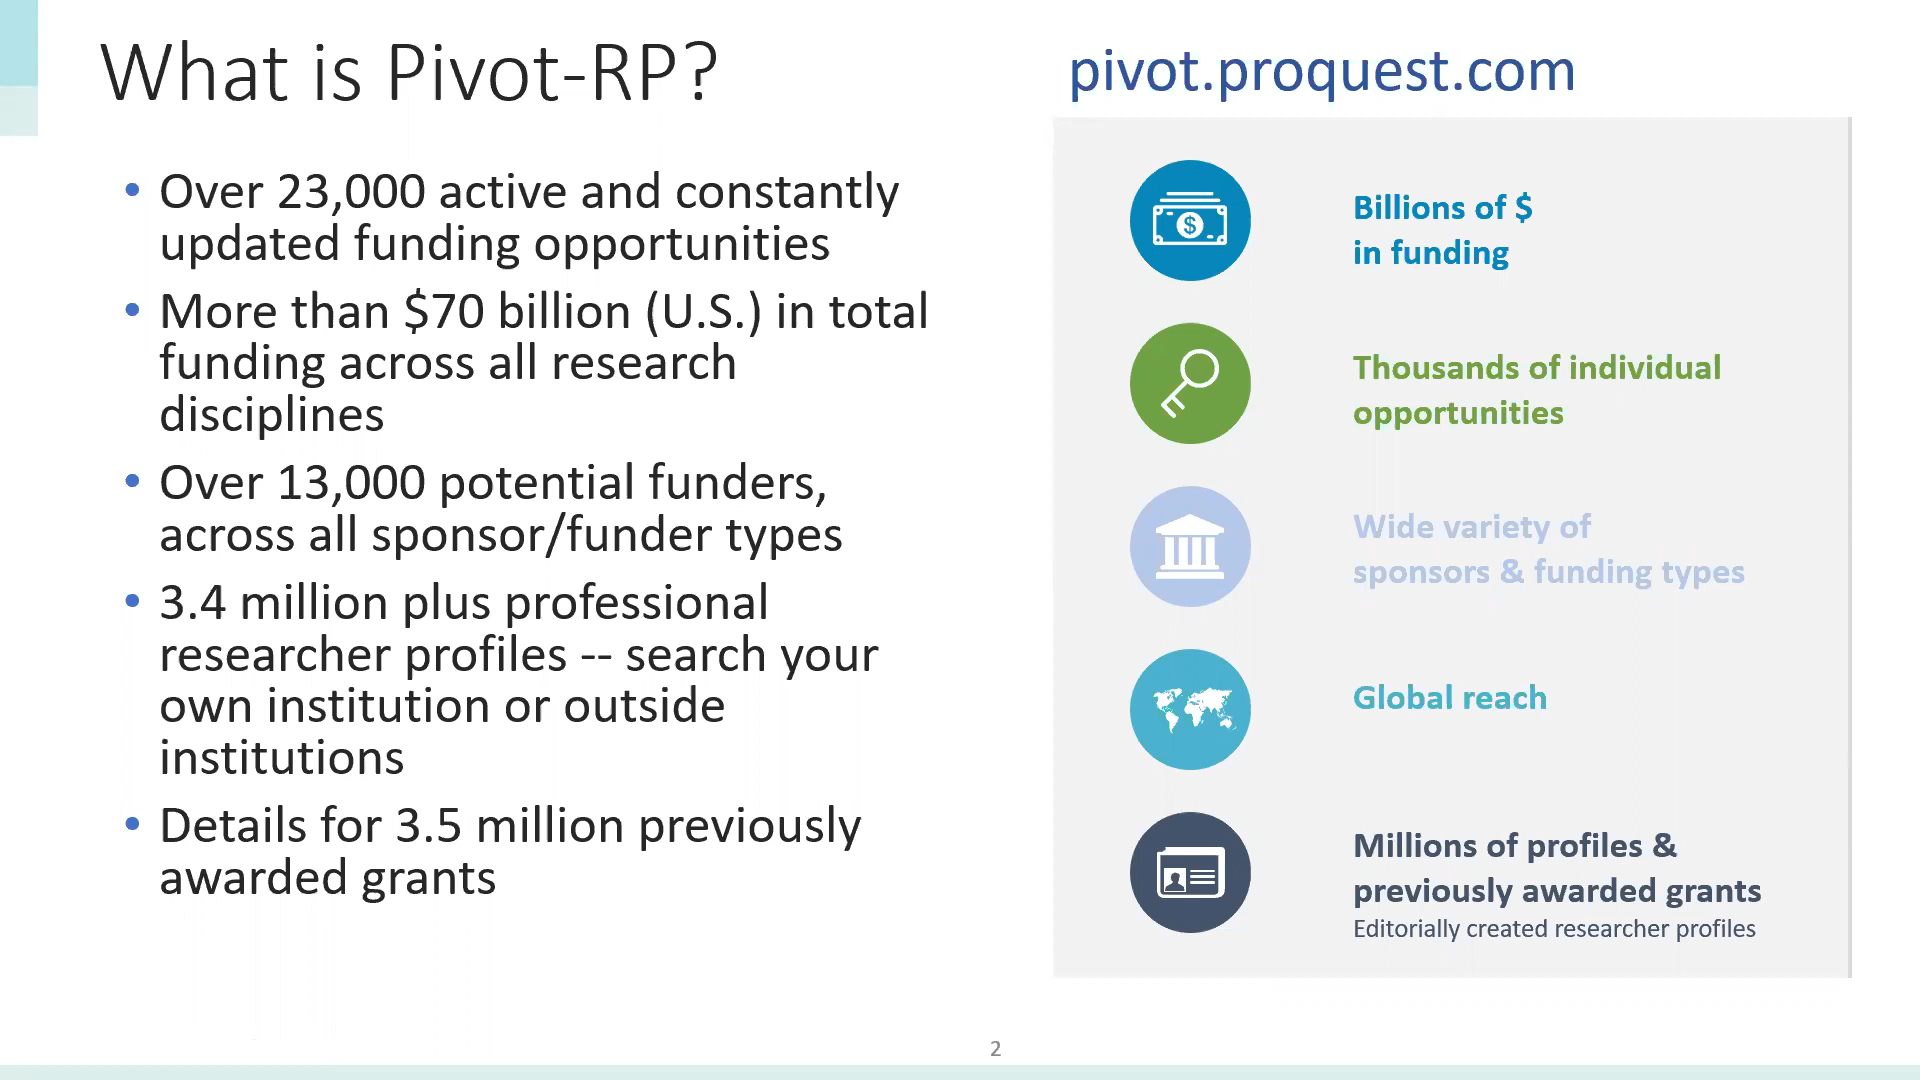 What is Pivot-RP?
pivot.proquest.com
• Over 23,000 active and constantly
updated funding opportunities
• More than $70 billion (U.S.) in total
funding across all research
disciplines
• Over 13,000 potential funders,
across all sponsor/funder types
• 3.4 million plus professional
researcher profiles -- search your
own institution or outside
institutions
• Details for 3.5 million previously
awarded grants
$
Billions of $
in funding
Thousands of individual
opportunities
Wide variety of
sponsors & funding types
Global reach
Millions of profiles &
previously awarded grants
Editorially created researcher profiles
2